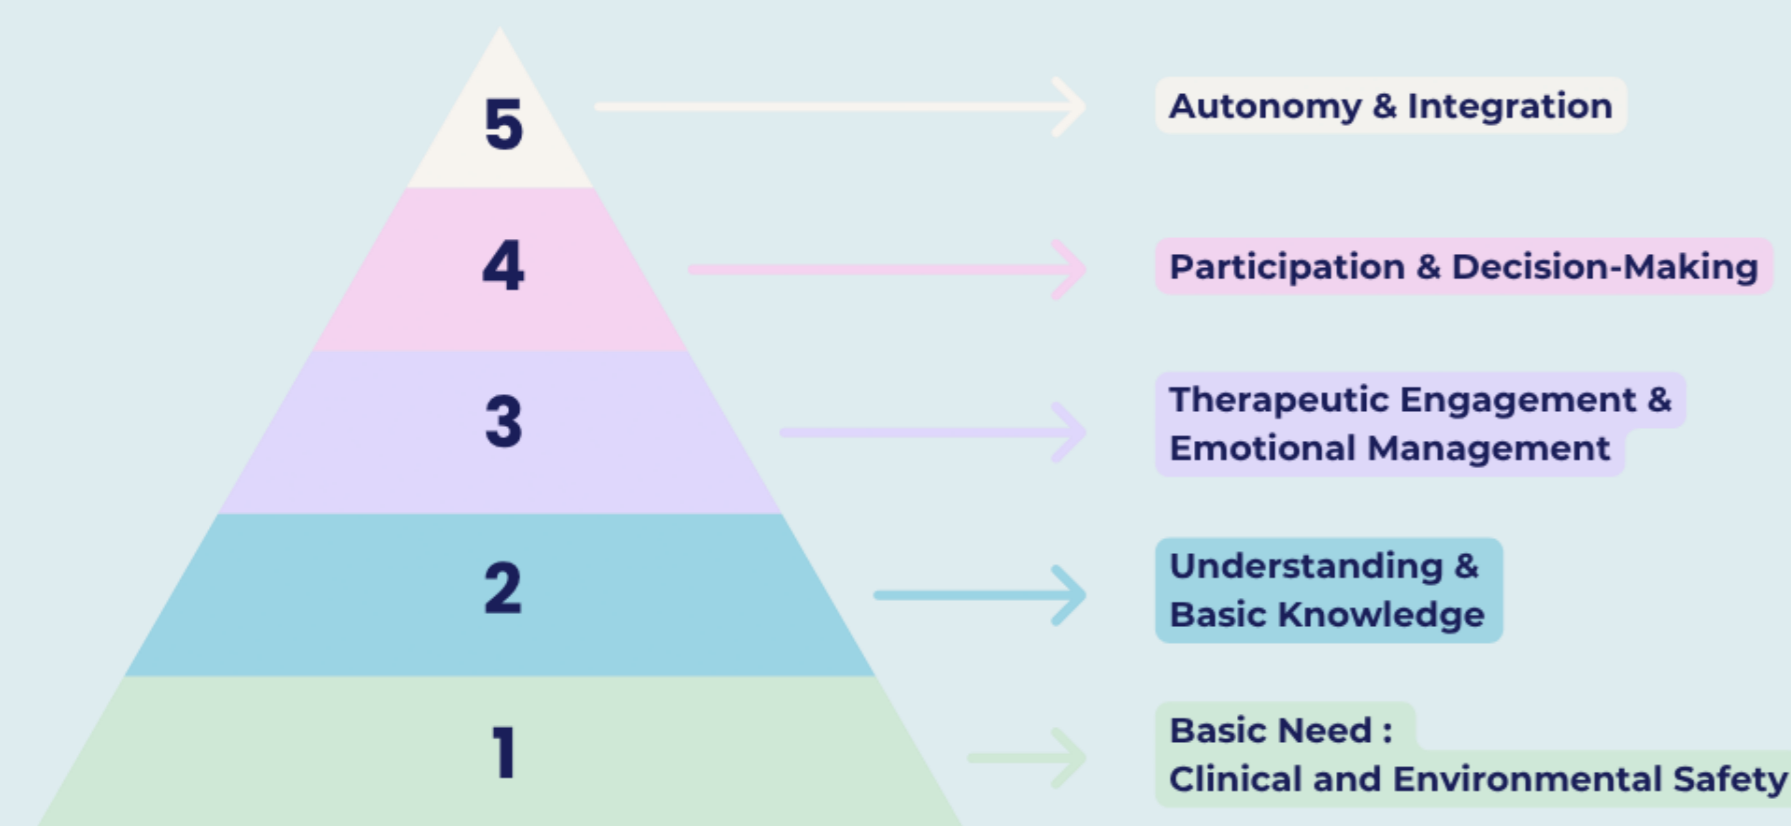 5
Autonomy & Integration
4
Participation & Decision-Making
3
Therapeutic Engagement &
Emotional Management
2
Understanding &
Basic Knowledge
1
Basic Need :
Clinical and Environmental Safety